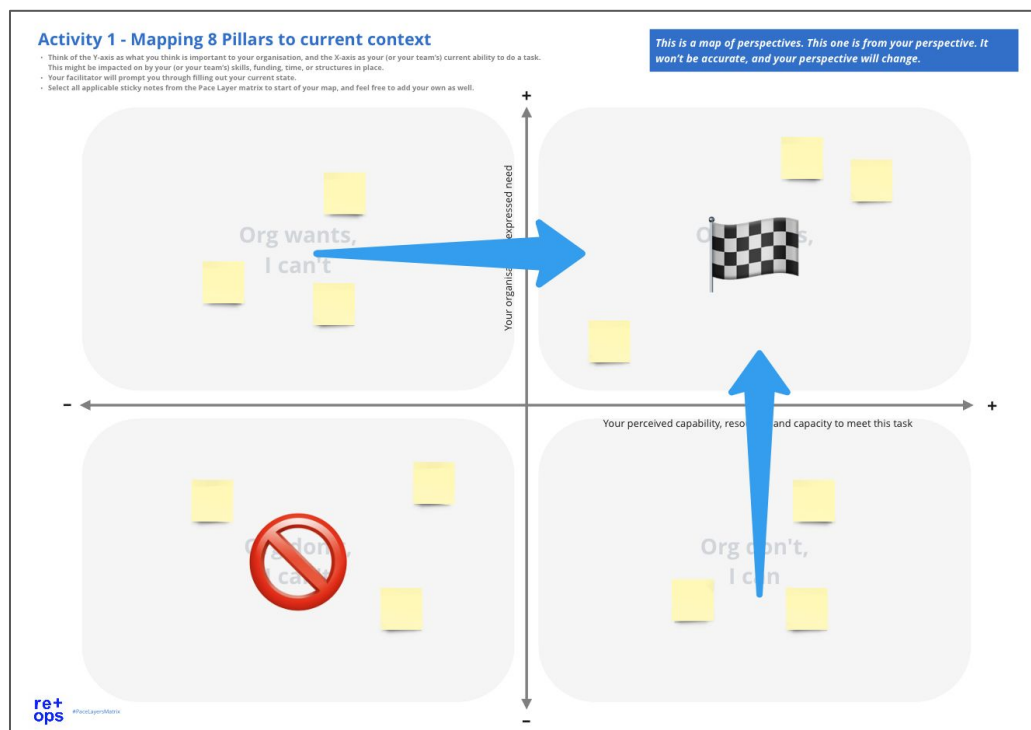 Activity 1 - Mapping 8 Pillars to current context
• Think of the Y-axis as what you think is important to your organisation, and the X-axis as your (or your team's) current ability to do a task.
This might be impacted on by your (or your team's) skills, funding, time, or structures in place.
• Your facilitator will prompt you through filling out your current state.
• Select all applicable sticky notes from the Pace Layer matrix to start of your map, and feel free to add your own as well.
This is a map of perspectives. This one is from your perspective. It
won't be accurate, and your perspective will change.
+
Your organisa expressed need
Org wants,
I can't
O s,
–
+
Your perceived capability, reso and capacity to meet this task
Org don't,
I can't
Org don't,
I can
–
re+
ops
#PaceLayersMatrix